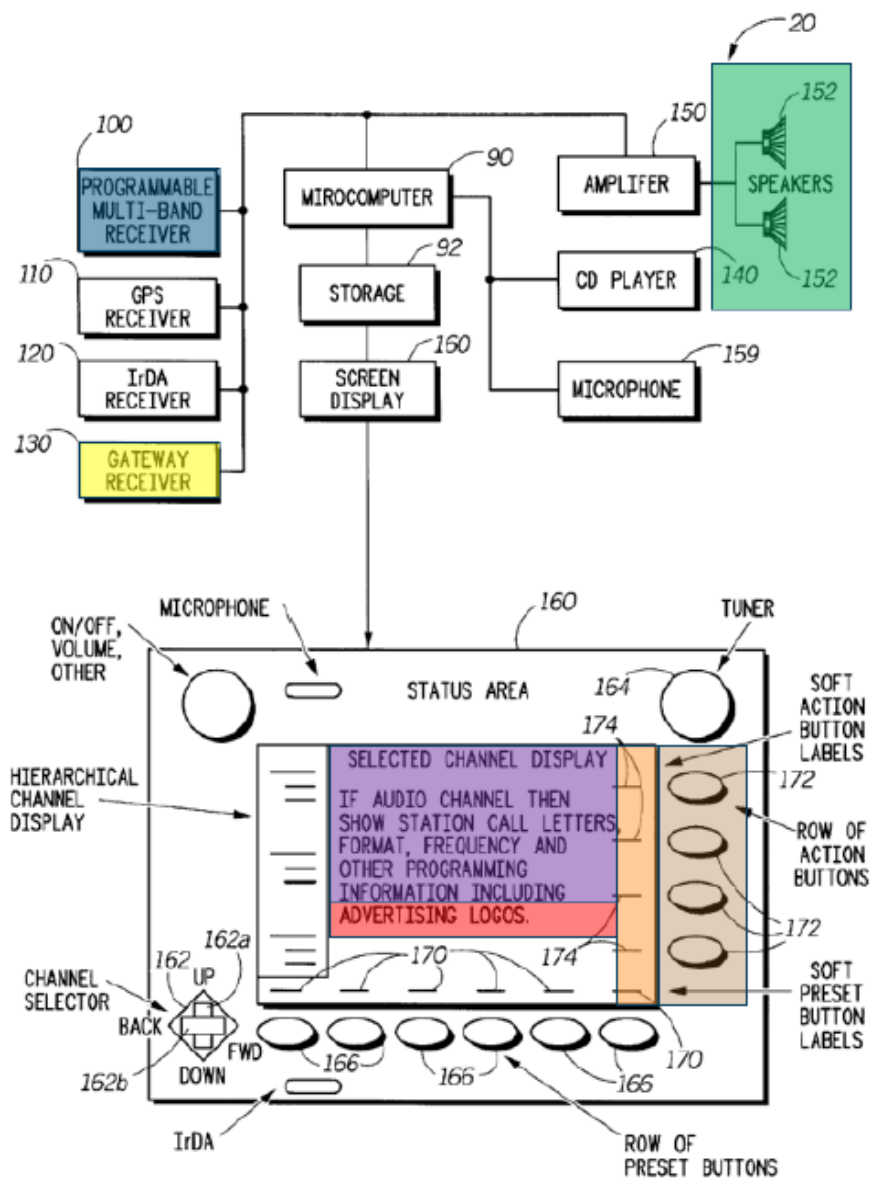 20
100
PROGRAMMABLE
MULTI-BAND
RECEIVER
90
MIROCOMPUTER
150
AMPLIFER
152
SPEAKERS
152
110
GPS
RECEIVER
92
STORAGE
CD PLAYER
140
120
IrDA
RECEIVER
160
SCREEN
DISPLAY
159
MICROPHONE
130
GATEWAY
RECEIVER
ON/OFF,
VOLUME,
OTHER
MICROPHONE
160
TUNER
STATUS AREA
164
174
SOFT
ACTION
BUTTON
LABELS
HIERARCHICAL
CHANNEL
DISPLAY
SELECTED CHANNEL DISPLAY
IF AUDIO CHANNEL THEN
SHOW STATION CALL LETTERS,
FORMAT, FREQUENCY AND
OTHER PROGRAMMING
INFORMATION INCLUDING
ADVERTISING LOGOS.
172
ROW OF
ACTION
BUTTONS
172
174
170
CHANNEL
SELECTOR
162
162a
UP
BACK
FWD
DOWN
162b
166
166
166
170
SOFT
PRESET
BUTTON
LABELS
IrDA
ROW OF
PRESET BUTTONS